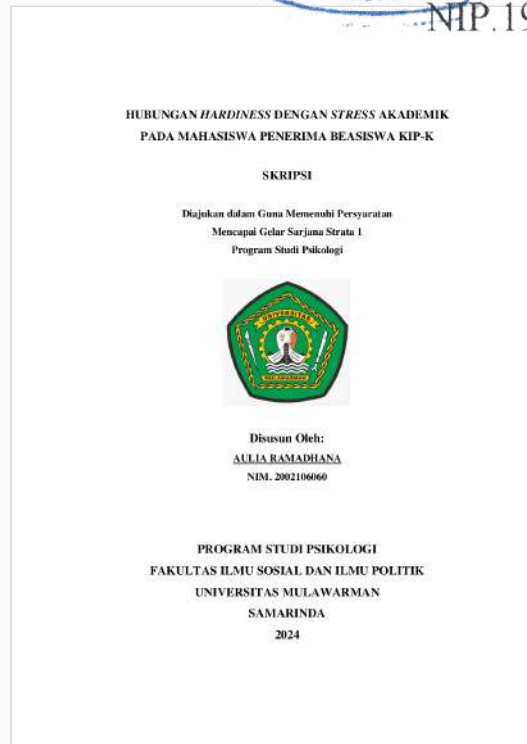 NIP. 19
HUBUNGAN HARDINESS DENGAN STRESS AKADEMIK
PADA MAHASISWA PENERIMA BEASISWA KIP-K
SKRIPSI
Diajukan dalam Guna Memenuhi Persyaratan
Mencapai Gelar Sarjana Strata 1
Program Studi Psikologi
UNIVERSITAS
MULAWARMAN
Disusun Oleh:
AULIA RAMADHANA
NIM. 2002106060
PROGRAM STUDI PSIKOLOGI
FAKULTAS ILMU SOSIAL DAN ILMU POLITIK
UNIVERSITAS MULAWARMAN
SAMARINDA
2024